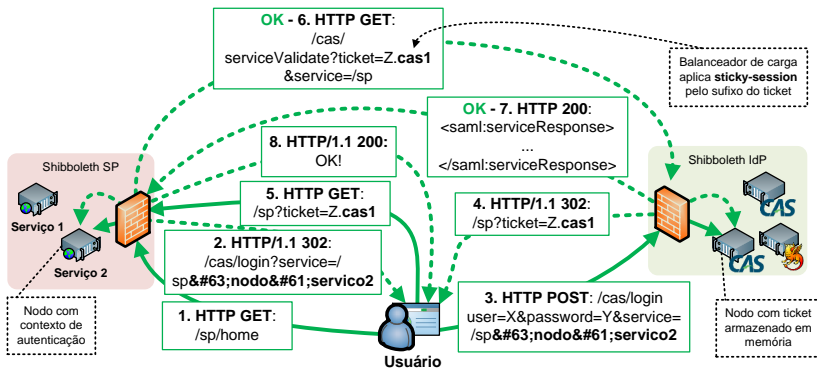 OK - 6. HTTP GET:
/cas/
serviceValidate?ticket=Z.cas1
&service=/sp
Balanceador de carga
aplica sticky-session
pelo sufixo do ticket
OK - 7. HTTP 200:
<saml:serviceResponse>
...
</saml:serviceResponse>
8. HTTP/1.1 200:
OK!
Shibboleth SP
Shibboleth IdP
5. HTTP GET:
/sp?ticket=Z.cas1
4. HTTP/1.1 302:
/sp?ticket=Z.cas1
Serviço 1
CAS
2. HTTP/1.1 302:
/cas/login?service=/
sp&#63;nodo&#61;servico2
Serviço 2
CAS
3. HTTP POST: /cas/login
user=X&password=Y&service=
/sp&#63;nodo&#61;servico2
Nodo com
contexto de
autenticação
1. HTTP GET:
/sp/home
Nodo com ticket
armazenado em
memória
Usuário